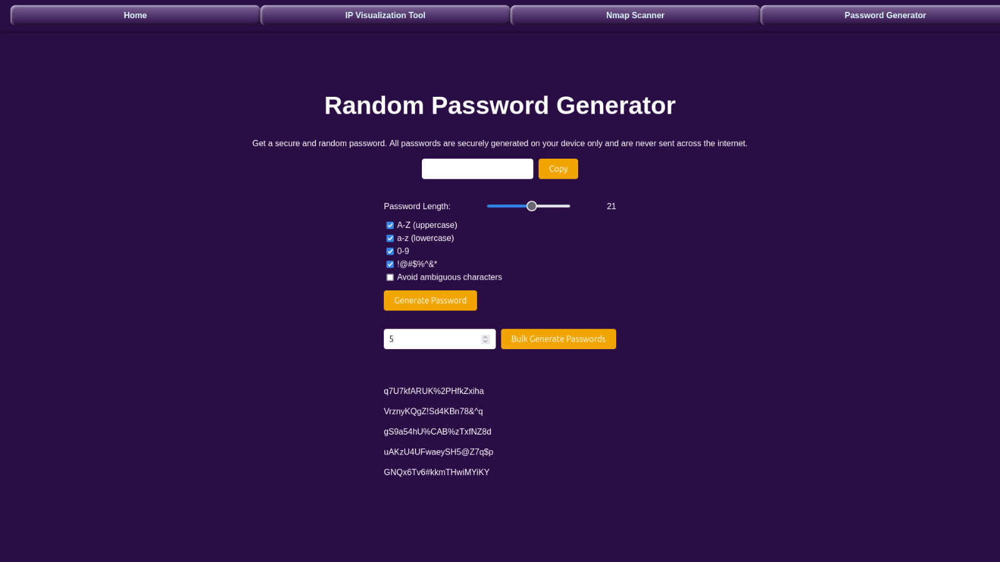 Home IP Visualization Tool Nmap Scanner Password Generator
Random Password Generator
Get a secure and random password. All passwords are securely generated on your device only and are never sent across the internet.
Copy
Password Length: 21
A-Z (uppercase)
a-z (lowercase)
0-9
!@#$%^&*
Avoid ambiguous characters
Generate Password
5 Bulk Generate Passwords
q7U7kfARUK%2PHfkZxiha
VrznyKQgZ!Sd4KBn78&^q
gS9a54hU%CAB%zTxfNZ8d
uAKzU4UFwaeySH5@Z7q$p
GNQx6Tv6#kkmTHwiMYiKY